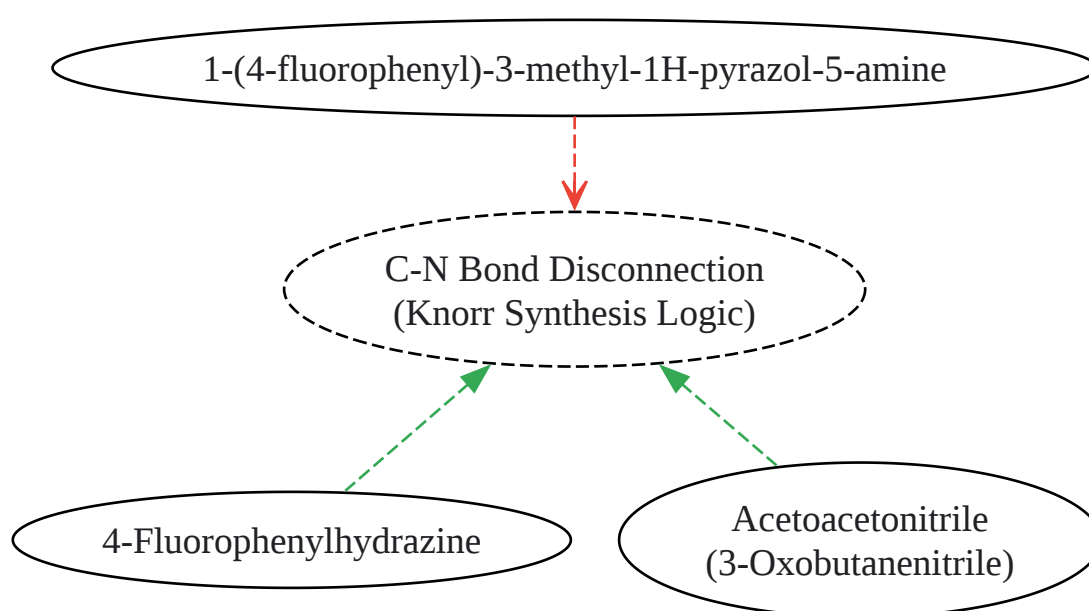 1-(4-fluorophenyl)-3-methyl-1H-pyrazol-5-amine
C-N Bond Disconnection
(Knorr Synthesis Logic)
4-Fluorophenylhydrazine
Acetoacetonitrile
(3-Oxobutanenitrile)